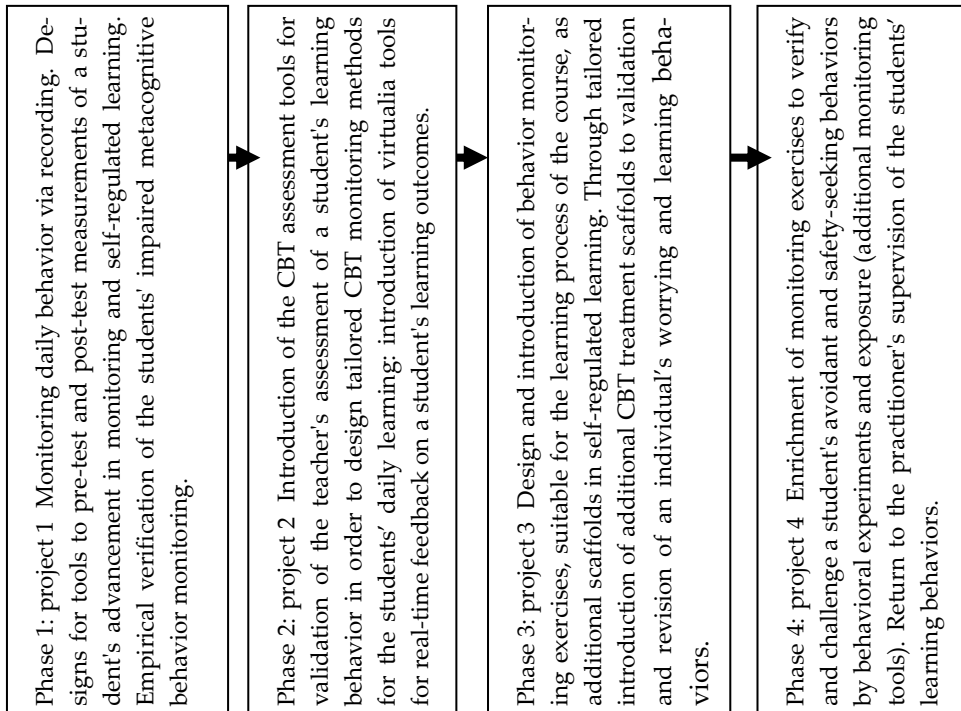 Phase 1: project 1 Monitoring daily behavior via recording. De-
signs for tools to pre-test and post-test measurements of a stu-
dent's advancement in monitoring and self-regulated learning.
Empirical verification of the students' impaired metacognitive
behavior monitoring.
Phase 2: project 2 Introduction of the CBT assessment tools for
validation of the teacher's assessment of a student's learning
behavior in order to design tailored CBT monitoring methods
for the students' daily learning; introduction of virtualia tools
for real-time feedback on a student's learning outcomes.
Phase 3: project 3 Design and introduction of behavior monitor-
ing exercises, suitable for the learning process of the course, as
additional scaffolds in self-regulated learning. Through tailored
introduction of additional CBT treatment scaffolds to validation
and revision of an individual's worrying and learning beha-
viors.
Phase 4: project 4 Enrichment of monitoring exercises to verify
and challenge a student's avoidant and safety-seeking behaviors
by behavioral experiments and exposure (additional monitoring
tools). Return to the practitioner's supervision of the students'
learning behaviors.